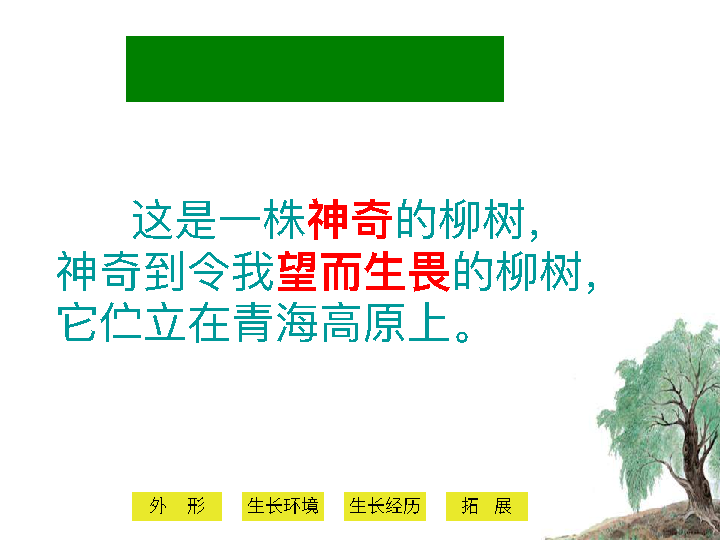 这是一株神奇的柳树，
神奇到令我望而生畏的柳树，
它伫立在青海高原上。
外 形 生长环境 生长经历 拓 展